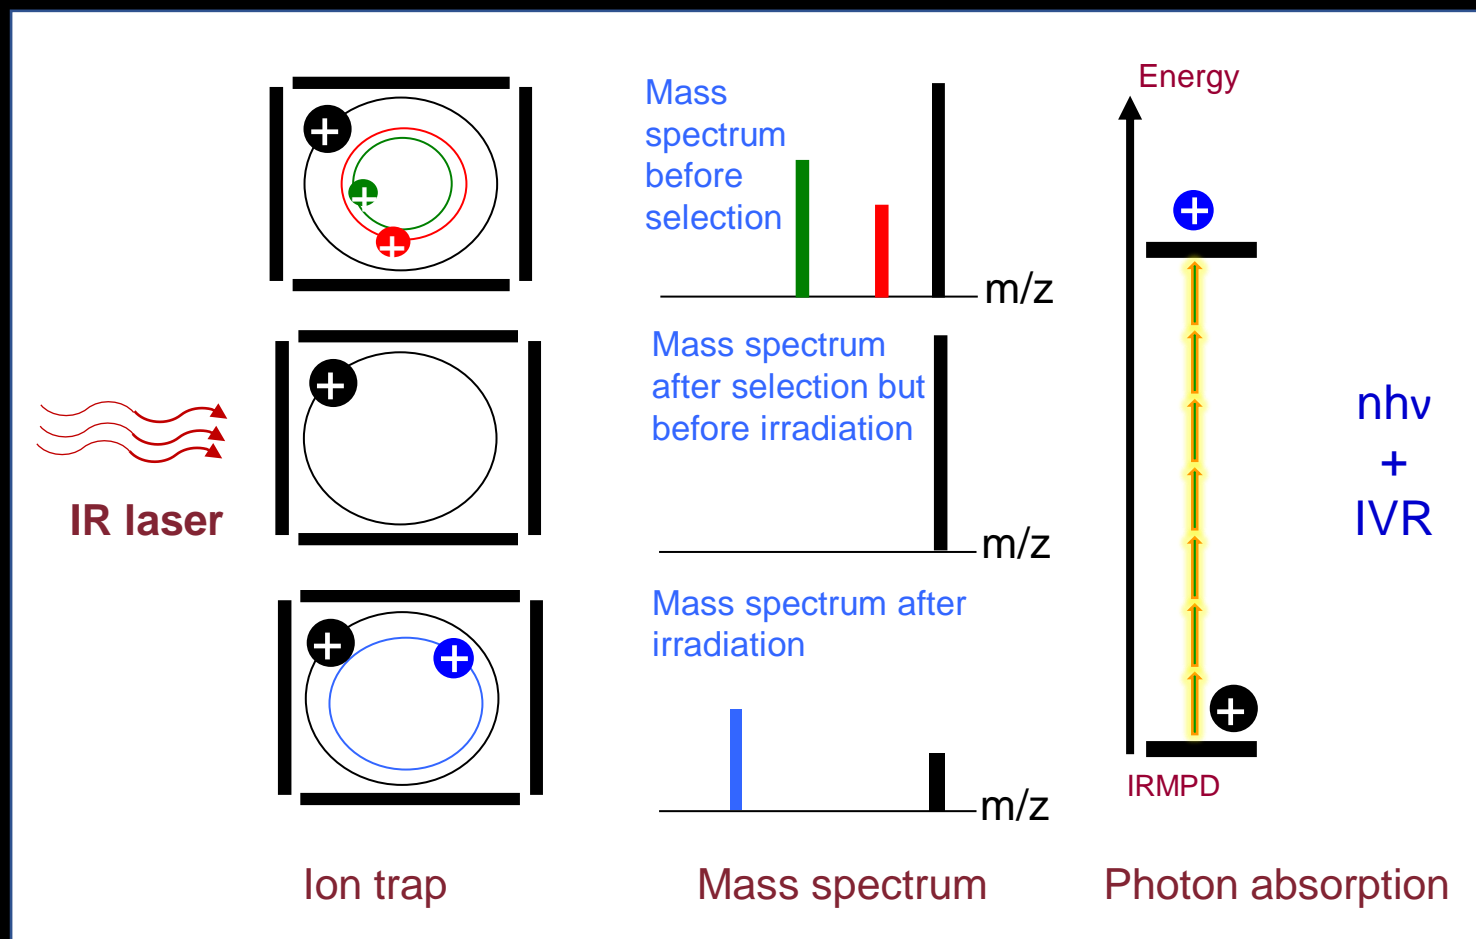 Mass
spectrum
before
selection
m/z
Mass spectrum
after selection but
before irradiation
m/z
Mass spectrum after
irradiation
m/z
IR laser
Energy
nhν
+
IVR
IRMPD
+
+
+
+
+
+
+
+
Ion trap
Mass spectrum
Photon absorption